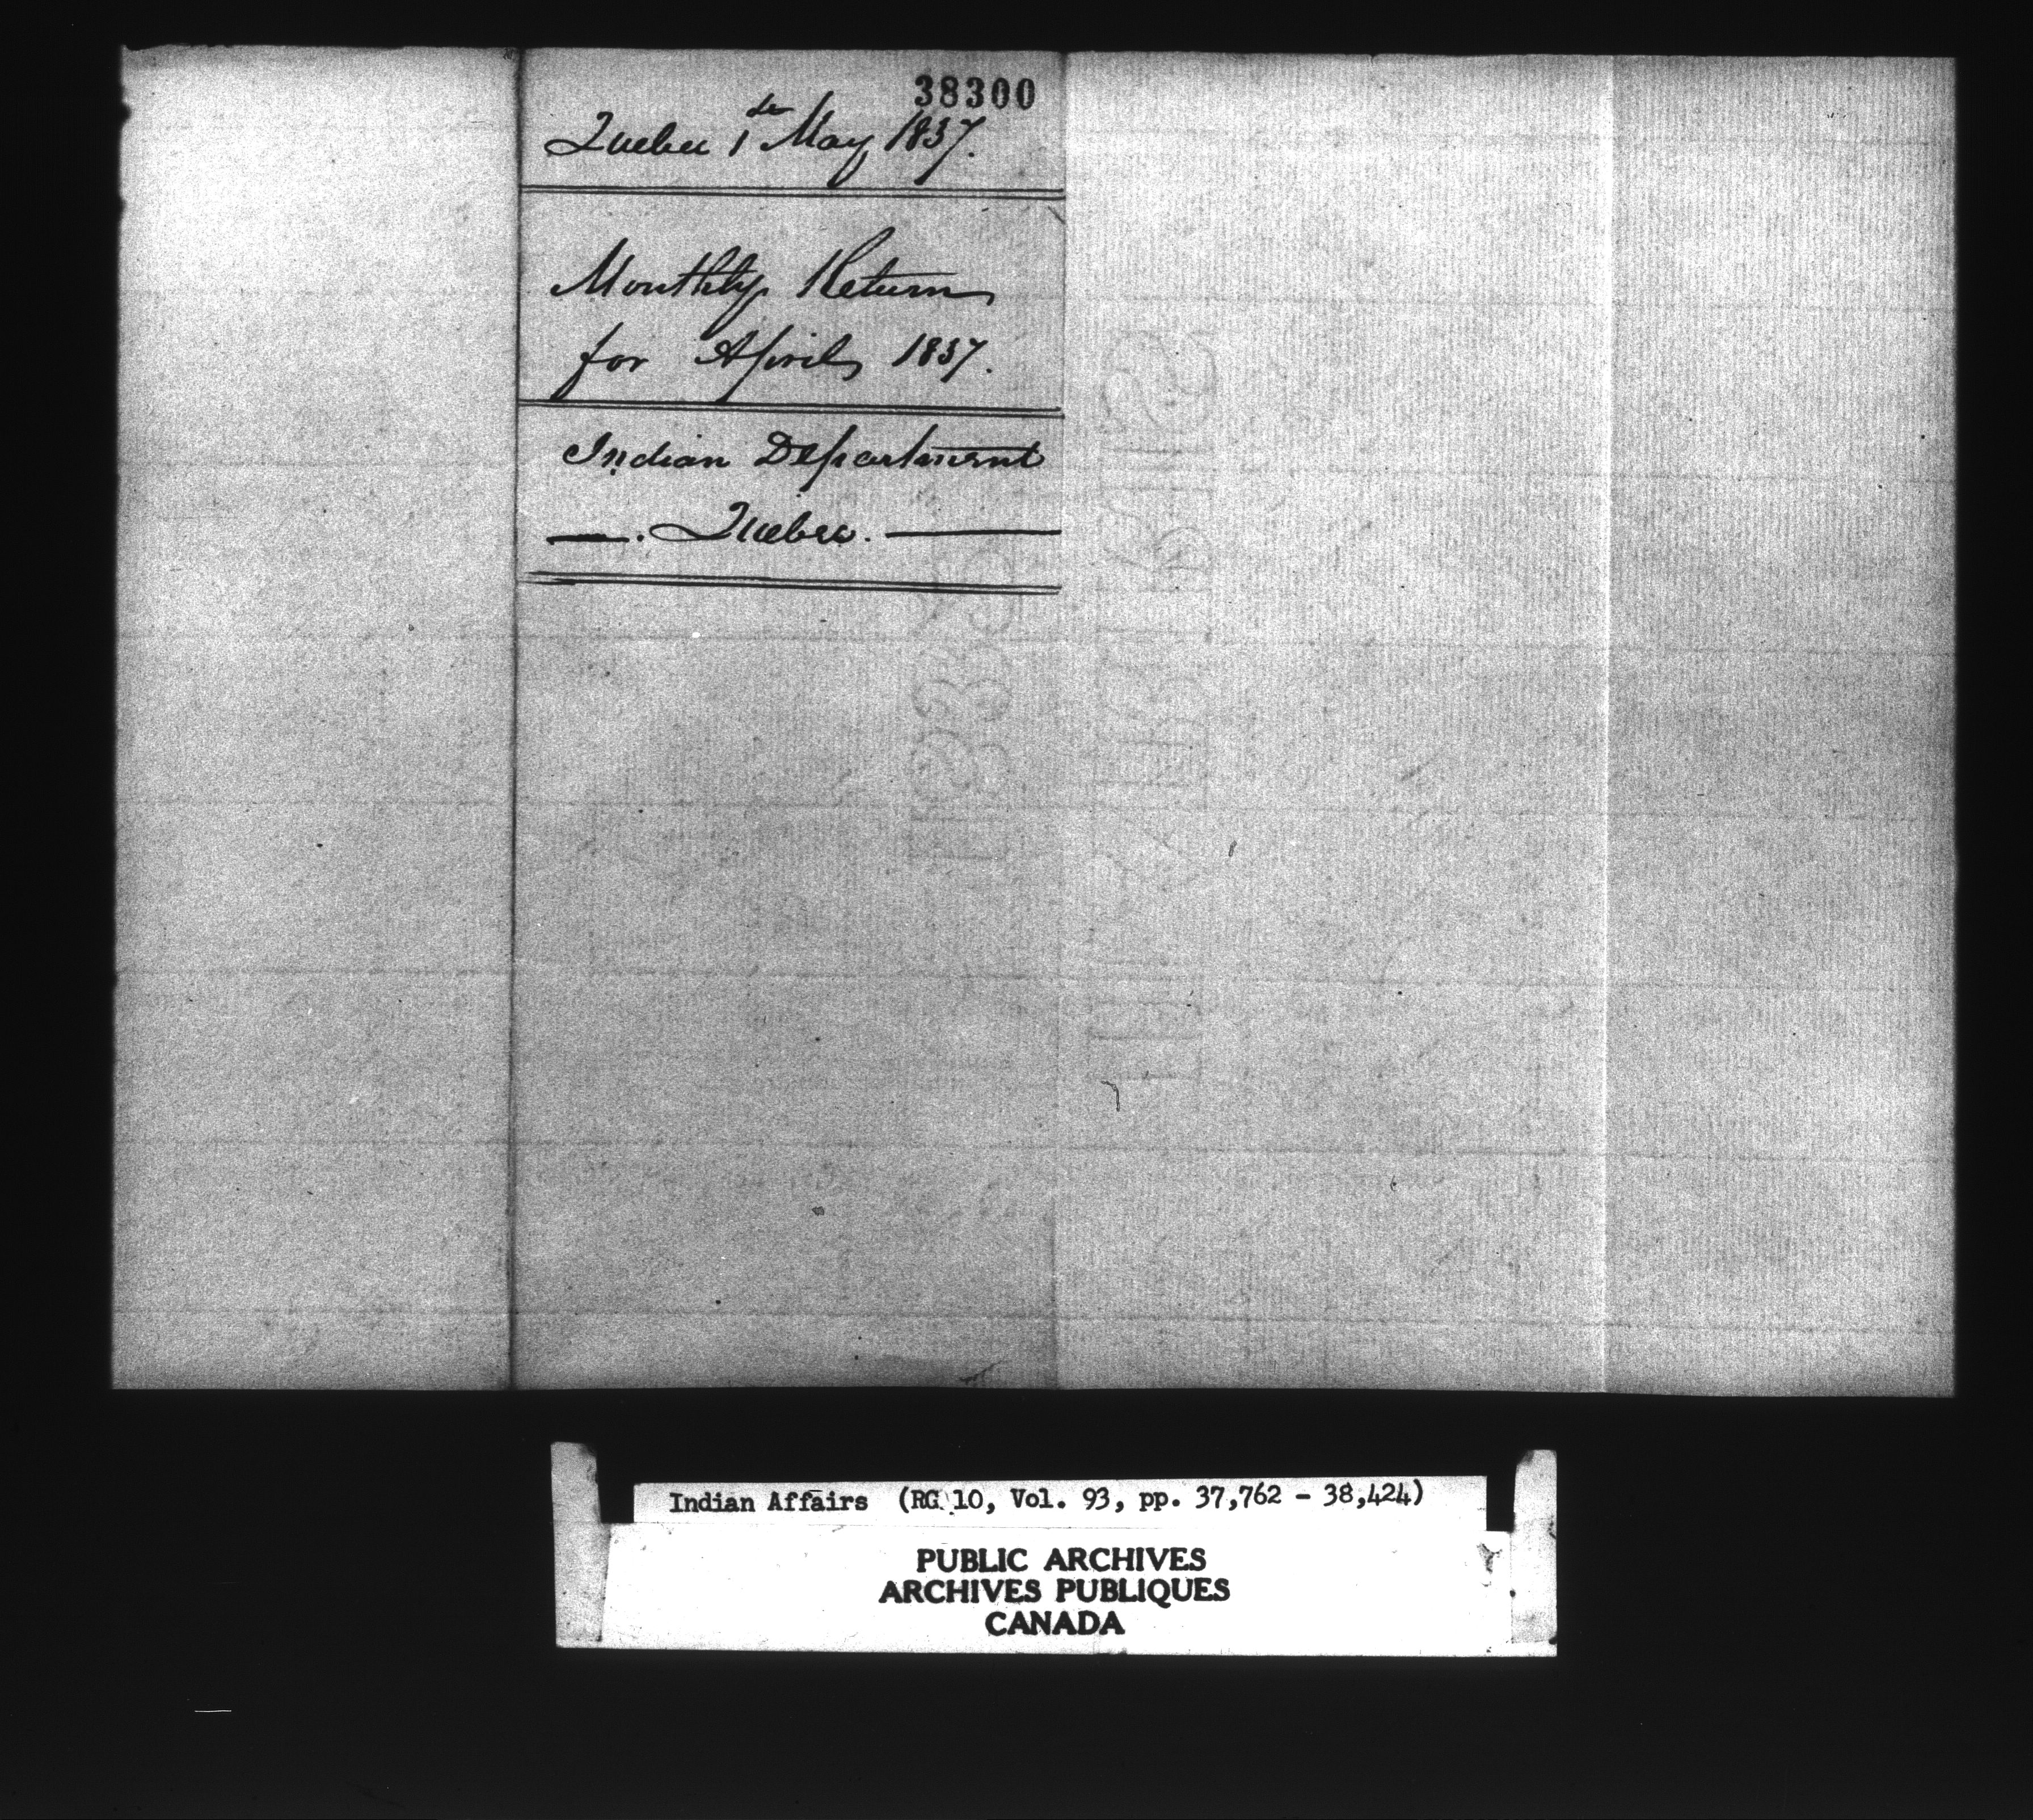 38300
Quebec 1st May 1837.
Monthly Return
for April 1837.
Indian Department
—. Quebec. —
Indian Affairs (RG 10, Vol. 93, pp. 37,762 - 38,424)
PUBLIC ARCHIVES
ARCHIVES PUBLIQUES
CANADA